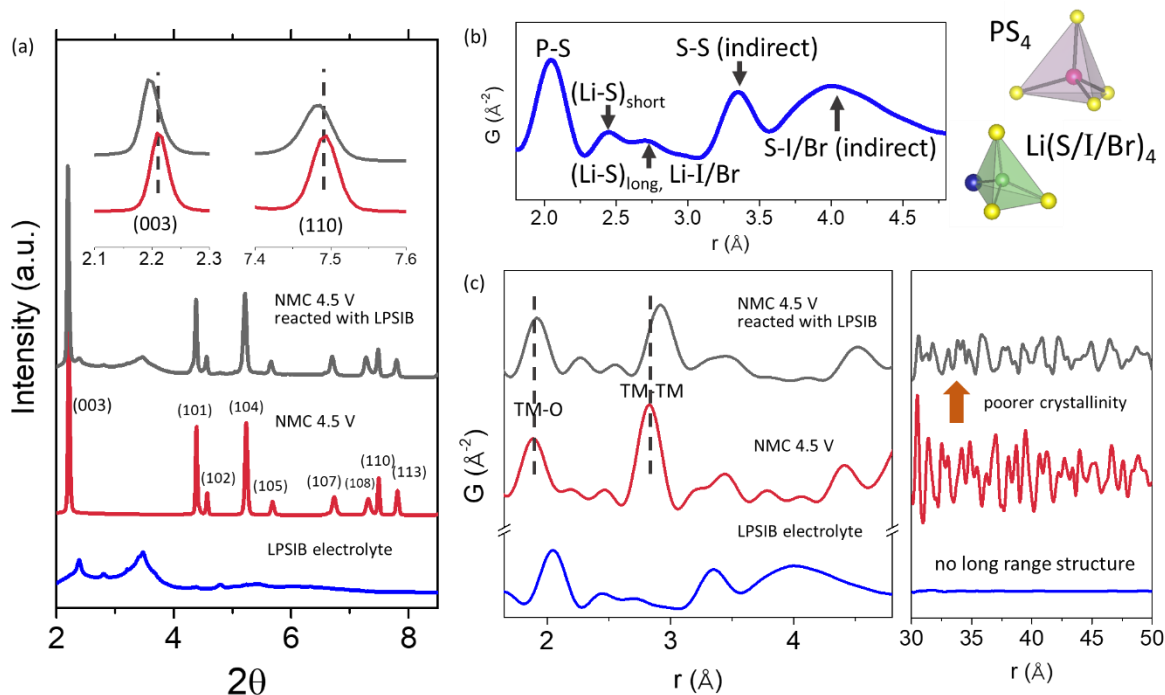 (a)
Intensity (a.u.)
(003)
(110)
2.1 2.2 2.3 7.4 7.5 7.6
NMC 4.5 V
reacted with LPSIB
(003)
(101)
(102)
(104)
(105)
NMC 4.5 V
(107)
(108)
(110)
(113)
LPSIB electrolyte
2 4 6 8
2θ
(b)
G (Å⁻²)
P-S
(Li-S)short
(Li-S)long, Li-I/Br
S-S (indirect)
S-I/Br (indirect)
2.0 2.5 3.0 3.5 4.0 4.5
r (Å)
PS4
Li(S/I/Br)4
(c)
G (Å⁻²)
NMC 4.5 V
reacted with LPSIB
TM-O
TM-TM
NMC 4.5 V
LPSIB electrolyte
2 3 4
r (Å)
poorer crystallinity
no long range structure
30 35 40 45 50
r (Å)